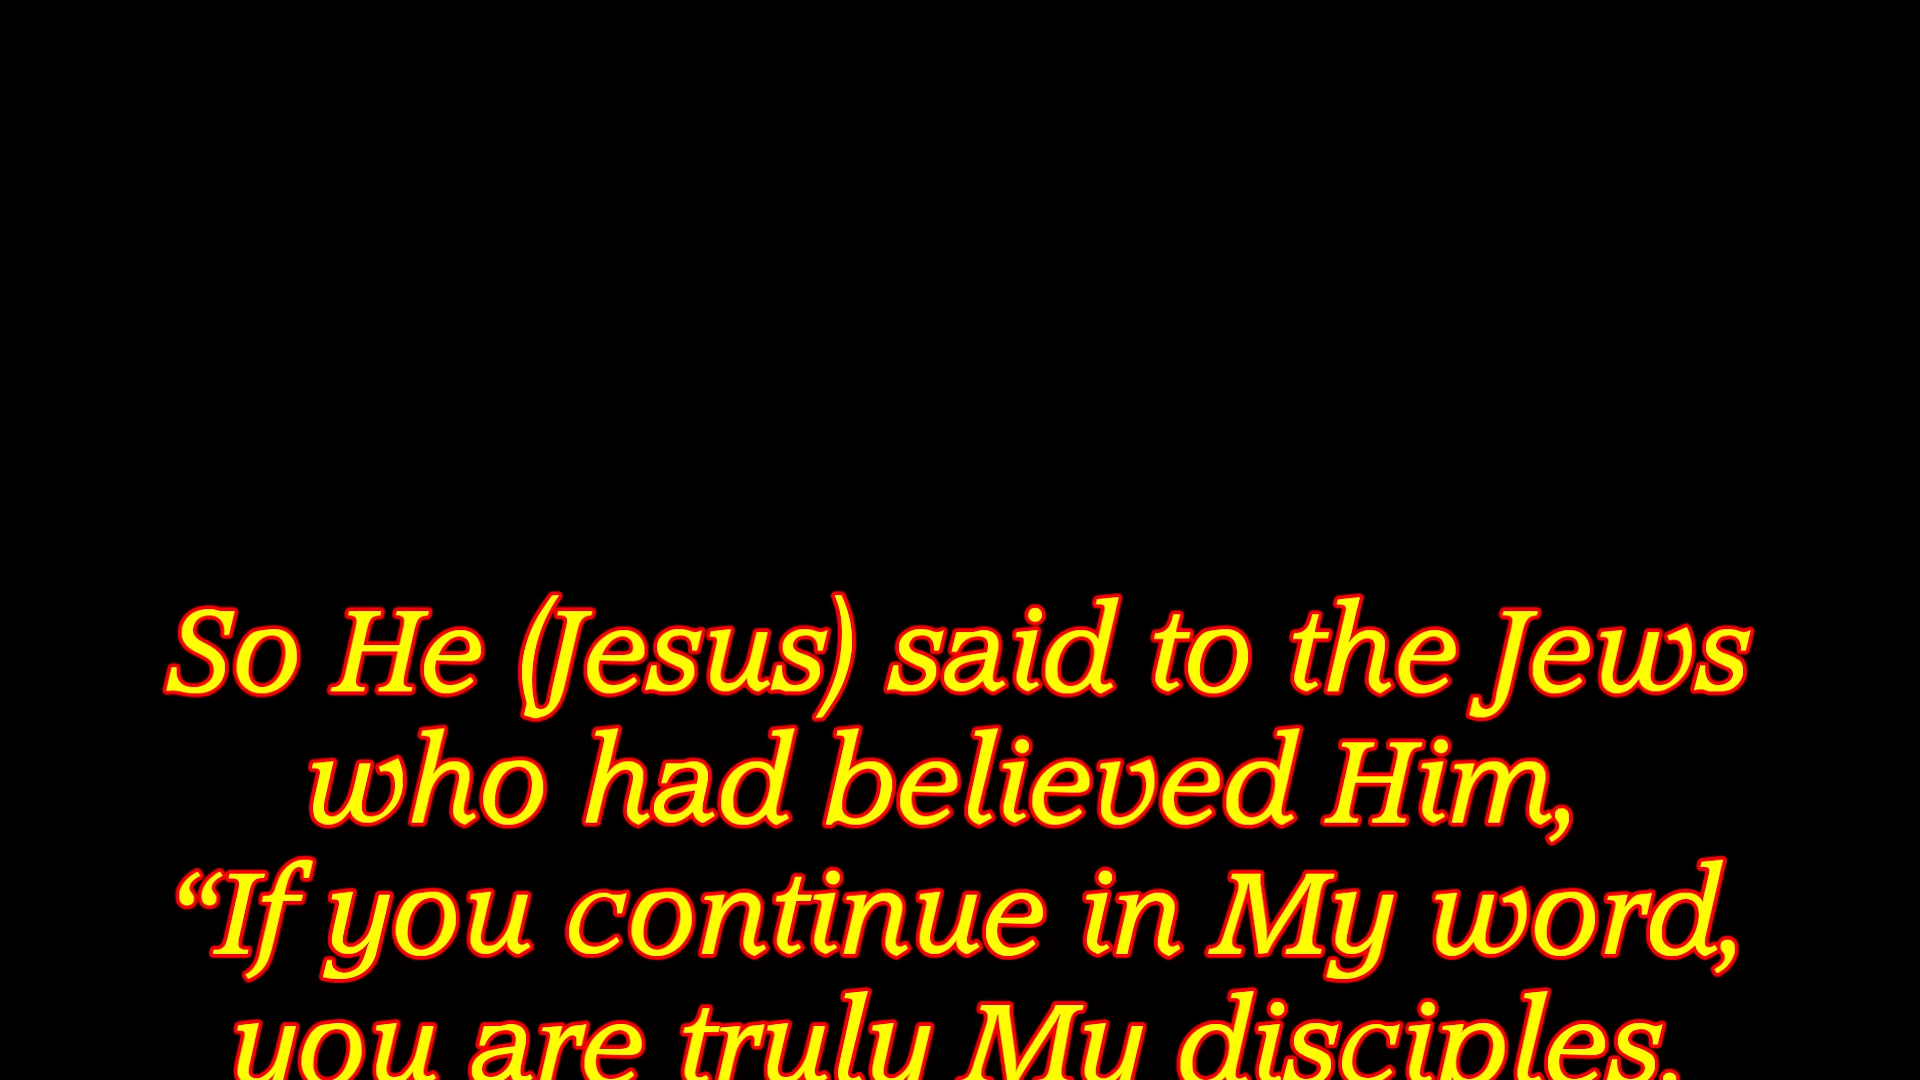 So He (Jesus) said to the Jews
who had believed Him,
“If you continue in My word,
you are truly My disciples.